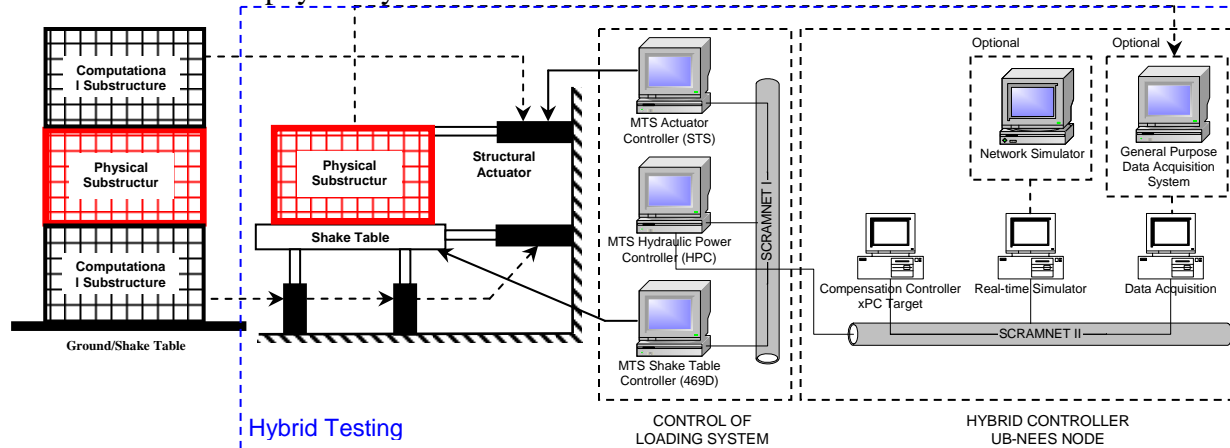 Computationa
l Substructure
Physical
Substructur
Computationa
l Substructure
Ground/Shake Table
Physical
Substructur
Shake Table
Structural
Actuator
Hybrid Testing
MTS Actuator
Controller (STS)
MTS Hydraulic Power
Controller (HPC)
MTS Shake Table
Controller (469D)
SCRAMNET I
CONTROL OF
LOADING SYSTEM
Optional
Network Simulator
Optional
General Purpose
Data Acquisition
System
Compensation Controller
xPC Target
Real-time Simulator
Data Acquisition
SCRAMNET II
HYBRID CONTROLLER
UB-NEES NODE